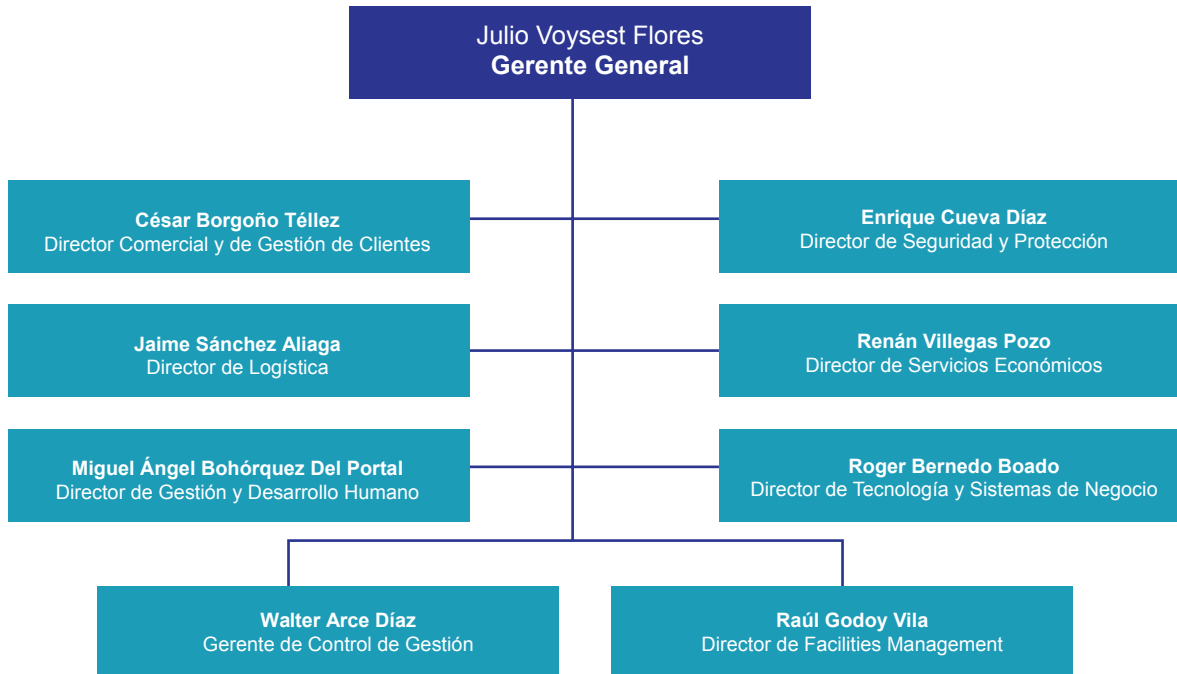 Julio Voysest Flores
Gerente General
César Borgoño Téllez
Director Comercial y de Gestión de Clientes
Enrique Cueva Díaz
Director de Seguridad y Protección
Jaime Sánchez Aliaga
Director de Logística
Renán Villegas Pozo
Director de Servicios Económicos
Miguel Ángel Bohórquez Del Portal
Director de Gestión y Desarrollo Humano
Roger Bernedo Boado
Director de Tecnología y Sistemas de Negocio
Walter Arce Díaz
Gerente de Control de Gestión
Raúl Godoy Vila
Director de Facilities Management